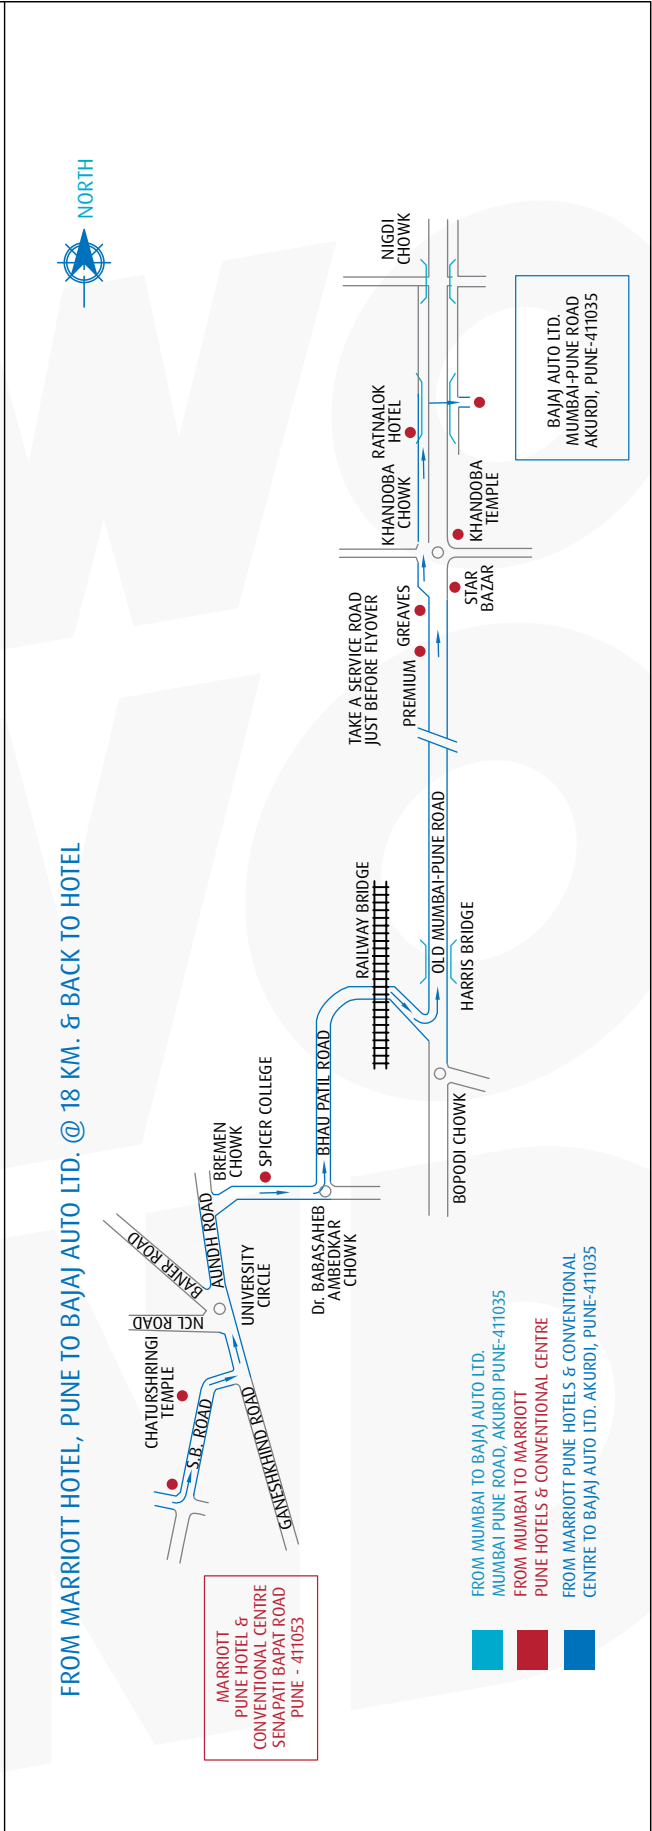 FROM MARRIOTT HOTEL, PUNE TO BAJAJ AUTO LTD. @ 18 KM. & BACK TO HOTEL
NORTH
MARRIOTT
PUNE HOTEL &
CONVENTIONAL CENTRE
SENAPATI BAPAT ROAD
PUNE - 411053
S.B. ROAD
CHATURSHRINGI
TEMPLE
GANESHKHIND ROAD
NCL ROAD
BANER ROAD
AUNDH ROAD
UNIVERSITY
CIRCLE
BREMEN
CHOWK
SPICER COLLEGE
Dr. BABASAHEB
AMBEDKAR
CHOWK
BHAU PATIL ROAD
RAILWAY BRIDGE
BOPODI CHOWK
HARRIS BRIDGE
OLD MUMBAI-PUNE ROAD
TAKE A SERVICE ROAD
JUST BEFORE FLYOVER
PREMIUM
GREAVES
STAR
BAZAR
KHANDOBA
CHOWK
KHANDOBA
TEMPLE
RATNALOK
HOTEL
NIGDI
CHOWK
BAJAJ AUTO LTD.
MUMBAI-PUNE ROAD
AKURDI, PUNE-411035
FROM MUMBAI TO BAJAJ AUTO LTD.
MUMBAI PUNE ROAD, AKURDI PUNE-411035
FROM MUMBAI TO MARRIOTT
PUNE HOTELS & CONVENTIONAL CENTRE
FROM MARRIOTT PUNE HOTELS & CONVENTIONAL
CENTRE TO BAJAJ AUTO LTD. AKURDI, PUNE-411035